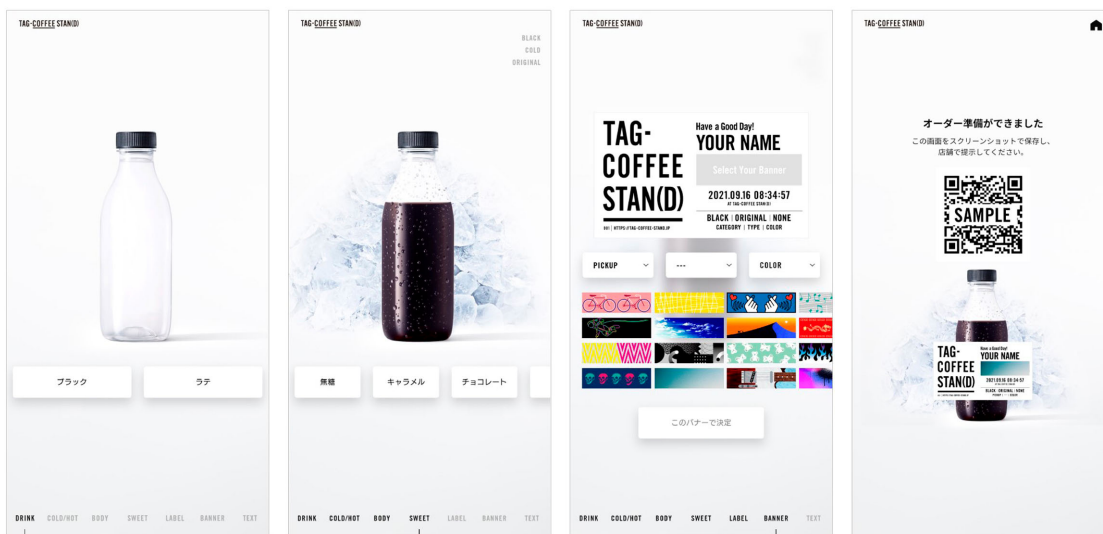 TAG-COFFEE STAN(D)
ブラック
ラテ
DRINK COLD/HOT BODY SWEET LABEL BANNER TEXT
TAG-COFFEE STAN(D)
BLACK
COLD
ORIGINAL
無糖
キャラメル
チョコレート
DRINK COLD/HOT BODY SWEET LABEL BANNER TEXT
TAG-COFFEE STAN(D)
TAG-
COFFEE
STAN(D)
001 | HTTPS://TAG-COFFEE-STAND.JP
Have a Good Day!
YOUR NAME
Select Your Banner
2021.09.16 08:34:57
AT TAG-COFFEE STAN(D)
BLACK | ORIGINAL | NONE
CATEGORY | TYPE | COLOR
PICKUP
---
COLOR
このバナーで決定
DRINK COLD/HOT BODY SWEET LABEL BANNER TEXT
TAG-COFFEE STAN(D)
オーダー準備ができました
この画面をスクリーンショットで保存し、
店舗で提示してください。
SAMPLE
TAG-
COFFEE
STAN(D)
Have a Good Day!
YOUR NAME
2021.09.16 08:34:57
BLACK | ORIGINAL | NONE